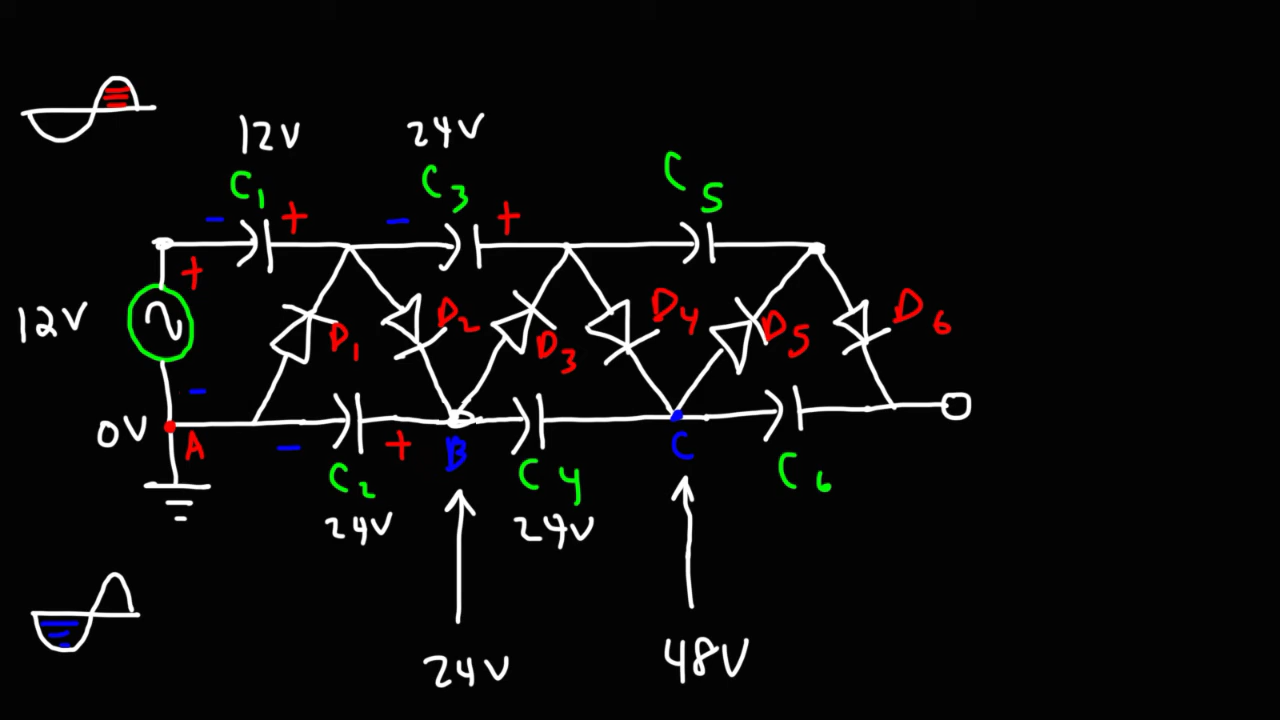 12V 24V
C1 C3 C5
- + - +
+
12V D1 D2 D3 D4 D5 D6
-
0V A - + B C
C2 C4 C6
24V 24V
24V 48V